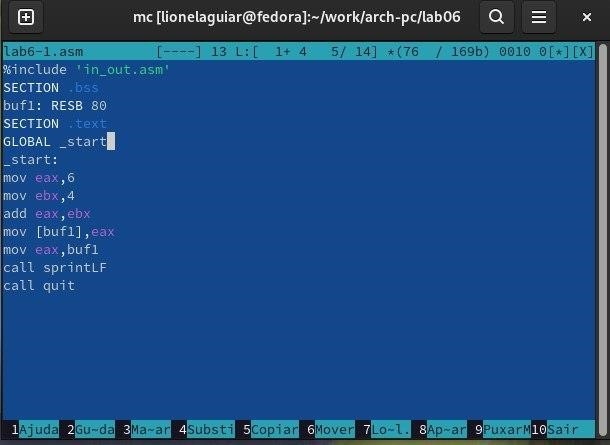 mc [lionelaguiar@fedora]:~/work/arch-pc/lab06
lab6-1.asm [----] 13 L:[ 1+ 4 5/ 14] *(76 / 169b) 0010 0[*][X]
%include 'in_out.asm'
SECTION .bss
buf1: RESB 80
SECTION .text
GLOBAL _start
_start:
mov eax,6
mov ebx,4
add eax,ebx
mov [buf1],eax
mov eax,buf1
call sprintLF
call quit
1Ajuda 2Gu~da 3Ma~ar 4Substi 5Copiar 6Mover 7Lo~l. 8Ap~ar 9PuxarM10Sair